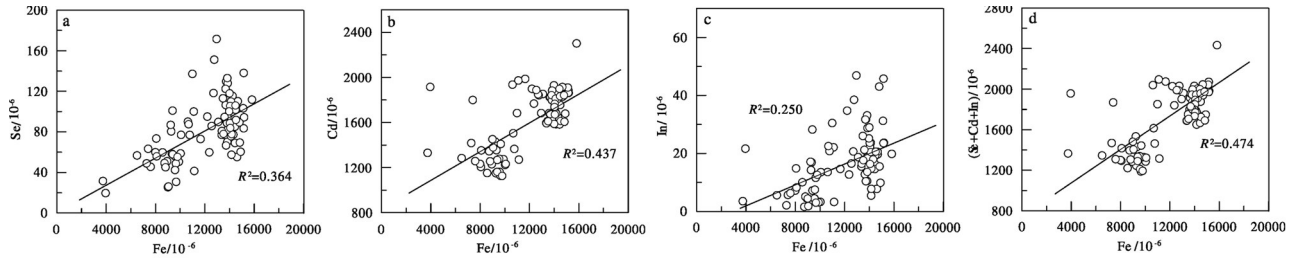 a
200
160
120
80
40
0
Se/10⁻⁶
R²=0.364
0 4000 8000 12000 16000 20000
Fe/10⁻⁶
b
2400
2000
1600
1200
800
Cd/10⁻⁶
R²=0.437
0 4000 8000 12000 16000 20000
Fe/10⁻⁶
c
60
40
20
0
In/10⁻⁶
R²=0.250
0 4000 8000 12000 16000 20000
Fe/10⁻⁶
d
2800
2400
2000
1600
1200
800
(Se+Cd+In)/10⁻⁶
R²=0.474
0 4000 8000 12000 16000 20000
Fe/10⁻⁶